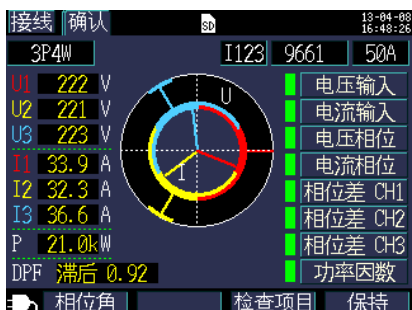 接线 确认 SD 13-04-08
16:48:26
3P4W I123 9661 50A
U1 222 V
U2 221 V
U3 223 V
I1 33.9 A
I2 32.3 A
I3 36.6 A
P 21.0kW
DPF 滞后 0.92
U
I
电压输入
电流输入
电压相位
电流相位
相位差 CH1
相位差 CH2
相位差 CH3
功率因数
相位角 检查项目 保持